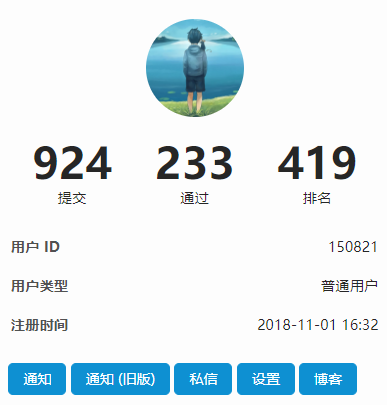 924 233 419
提交 通过 排名
用户 ID 150821
用户类型 普通用户
注册时间 2018-11-01 16:32
通知 通知 (旧版) 私信 设置 博客